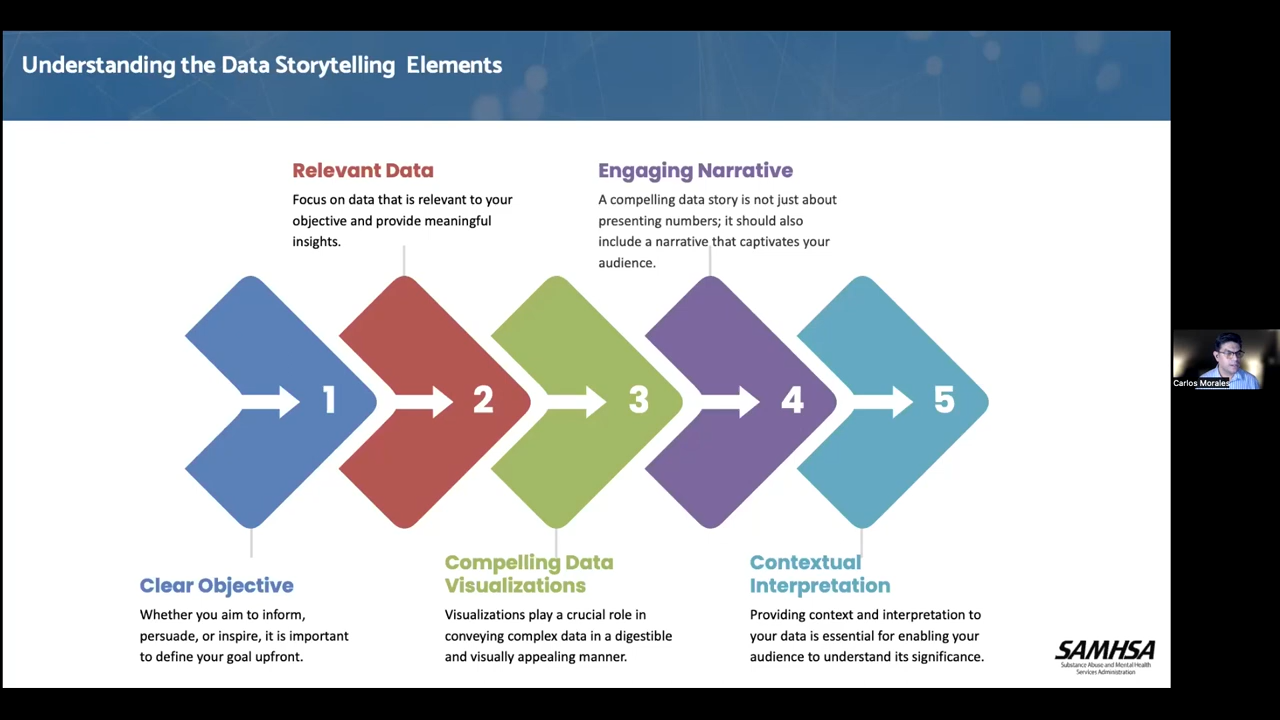 Understanding the Data Storytelling Elements
Relevant Data
Focus on data that is relevant to your
objective and provide meaningful
insights.
Engaging Narrative
A compelling data story is not just about
presenting numbers; it should also
include a narrative that captivates your
audience.
1
2
3
4
5
Clear Objective
Whether you aim to inform,
persuade, or inspire, it is important
to define your goal upfront.
Compelling Data
Visualizations
Visualizations play a crucial role in
conveying complex data in a digestible
and visually appealing manner.
Contextual
Interpretation
Providing context and interpretation to
your data is essential for enabling your
audience to understand its significance.
SAMHSA
Substance Abuse and Mental Health
Services Administration
Carlos Morales